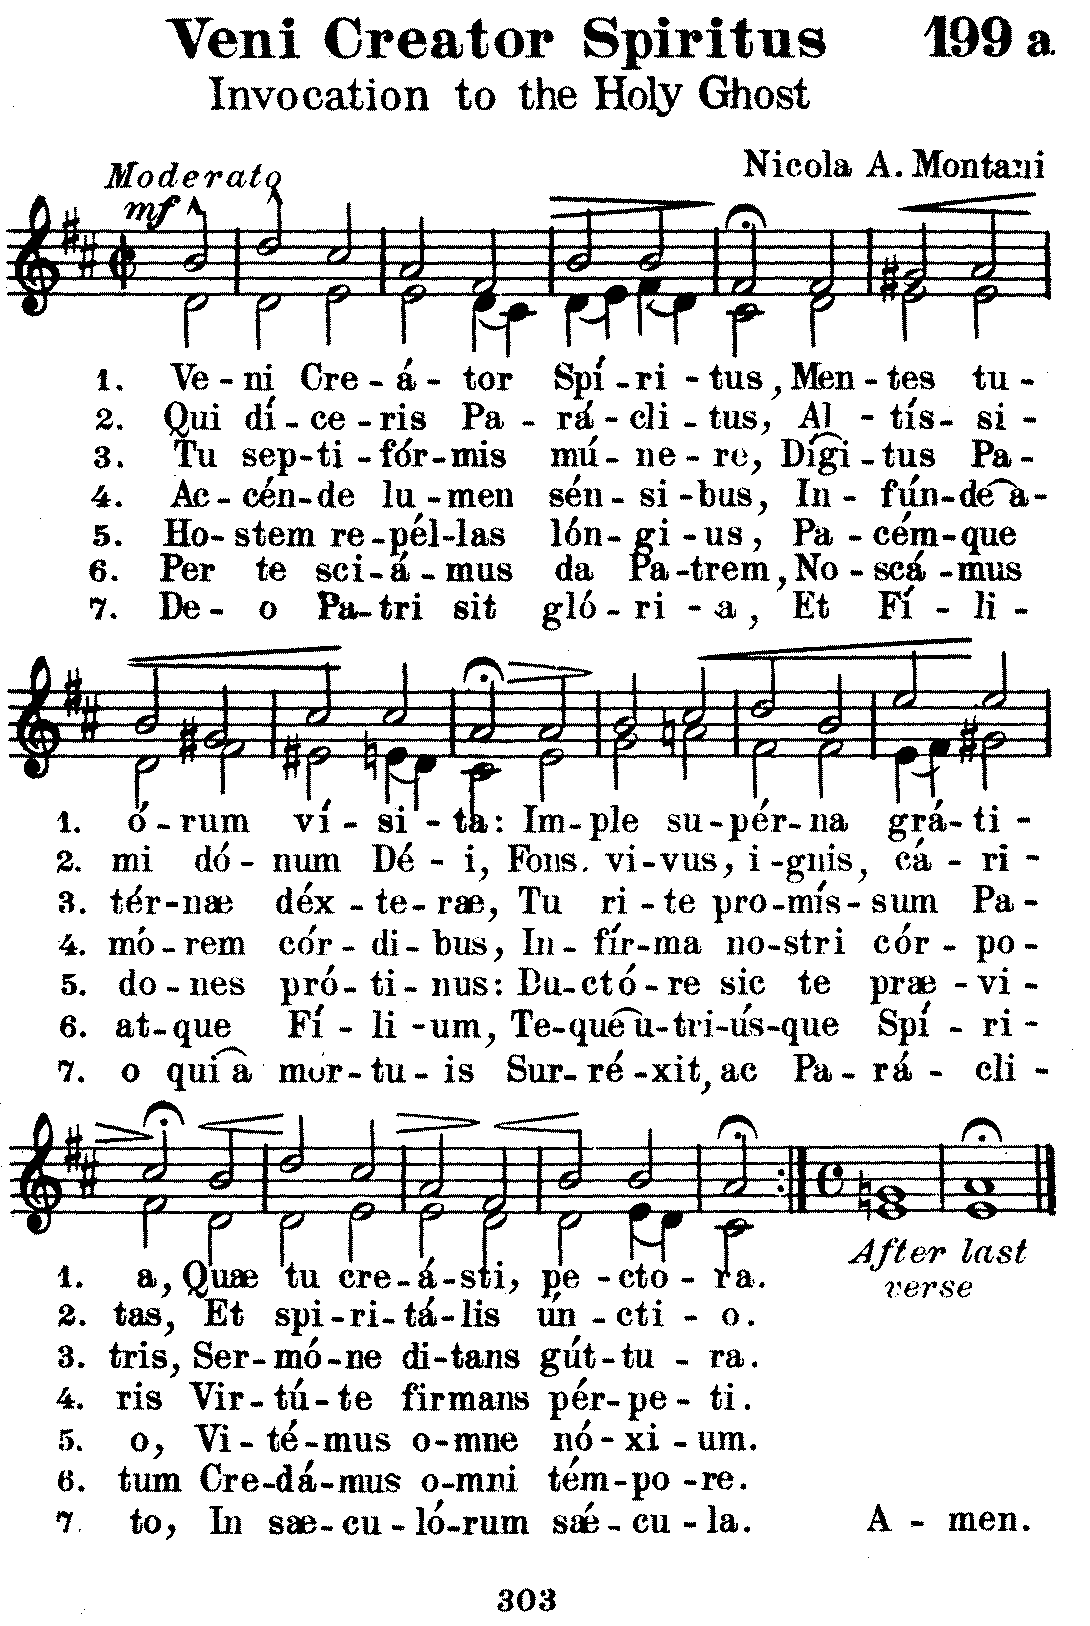 Veni Creator Spiritus 199 a
Invocation to the Holy Ghost
Nicola A. Montani
Moderato
mf
1. Ve - ni Cre - á - tor Spí - ri - tus, Men - tes tu -
2. Qui dí - ce - ris Pa - rá - cli - tus, Al - tís - si -
3. Tu sep - ti - fór - mis mú - ne - re, Dígi - tus Pa -
4. Ac - cén - de lu - men sén - si - bus, In - fún - de a -
5. Ho - stem re - pél - las lón - gi - us, Pa - cém - que
6. Per te sci - á - mus da Pa - trem, No - scá - mus
7. De - o Pa - tri sit gló - ri - a, Et Fí - li -
1. ó - rum ví - si - ta: Im - ple su - pér - na grá - ti -
2. mi dó - num Dé - i, Fons. vi - vus, i - gnis, cá - ri -
3. tér - næ déx - te - ræ, Tu ri - te pro - mís - sum Pa -
4. mó - rem cór - di - bus, In - fír - ma no - stri cór - po -
5. do - nes pró - ti - nus: Du - ctó - re sic te præ - vi -
6. at - que Fí - li - um, Te - que u - tri - ús - que Spí - ri -
7. o qui a mor - tu - is Sur - ré - xit, ac Pa - rá - cli -
1. a, Quæ tu cre - á - sti, pe - cto - ra.
2. tas, Et spi - ri - tá - lis ún - cti - o.
3. tris, Ser - mó - ne di - tans gút - tu - ra.
4. ris Vir - tú - te firmans pér - pe - ti.
5. o, Vi - té - mus o - mne nó - xi - um.
6. tum Cre - dá - mus o - mni tém - po - re.
7. to, In sæ - cu - ló - rum sǽ - cu - la. A - men.
After last
verse
303